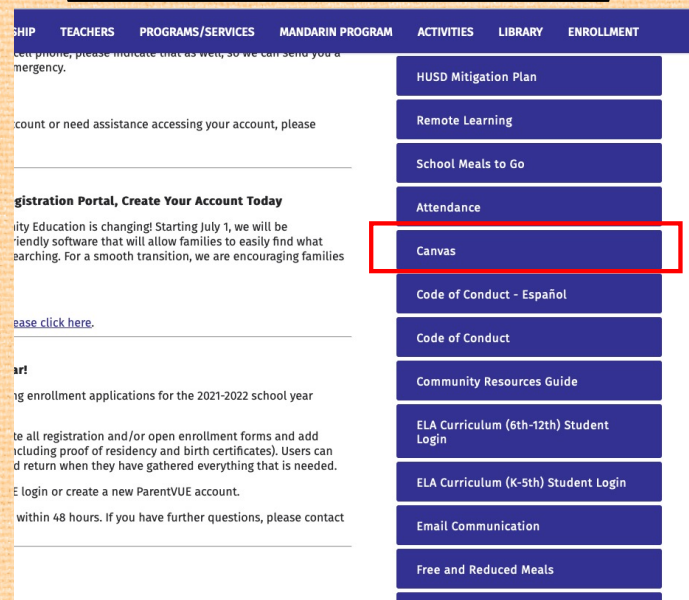 SHIP TEACHERS PROGRAMS/SERVICES MANDARIN PROGRAM ACTIVITIES LIBRARY ENROLLMENT
cell phone, please indicate that as well, so we can send you a
mergency.
count or need assistance accessing your account, please
gistration Portal, Create Your Account Today
ity Education is changing! Starting July 1, we will be
riendly software that will allow families to easily find what
earching. For a smooth transition, we are encouraging families
ease click here.
ar!
ng enrollment applications for the 2021-2022 school year
te all registration and/or open enrollment forms and add
ncluding proof of residency and birth certificates). Users can
d return when they have gathered everything that is needed.
E login or create a new ParentVUE account.
within 48 hours. If you have further questions, please contact
HUSD Mitigation Plan
Remote Learning
School Meals to Go
Attendance
Canvas
Code of Conduct - Español
Code of Conduct
Community Resources Guide
ELA Curriculum (6th-12th) Student
Login
ELA Curriculum (K-5th) Student Login
Email Communication
Free and Reduced Meals